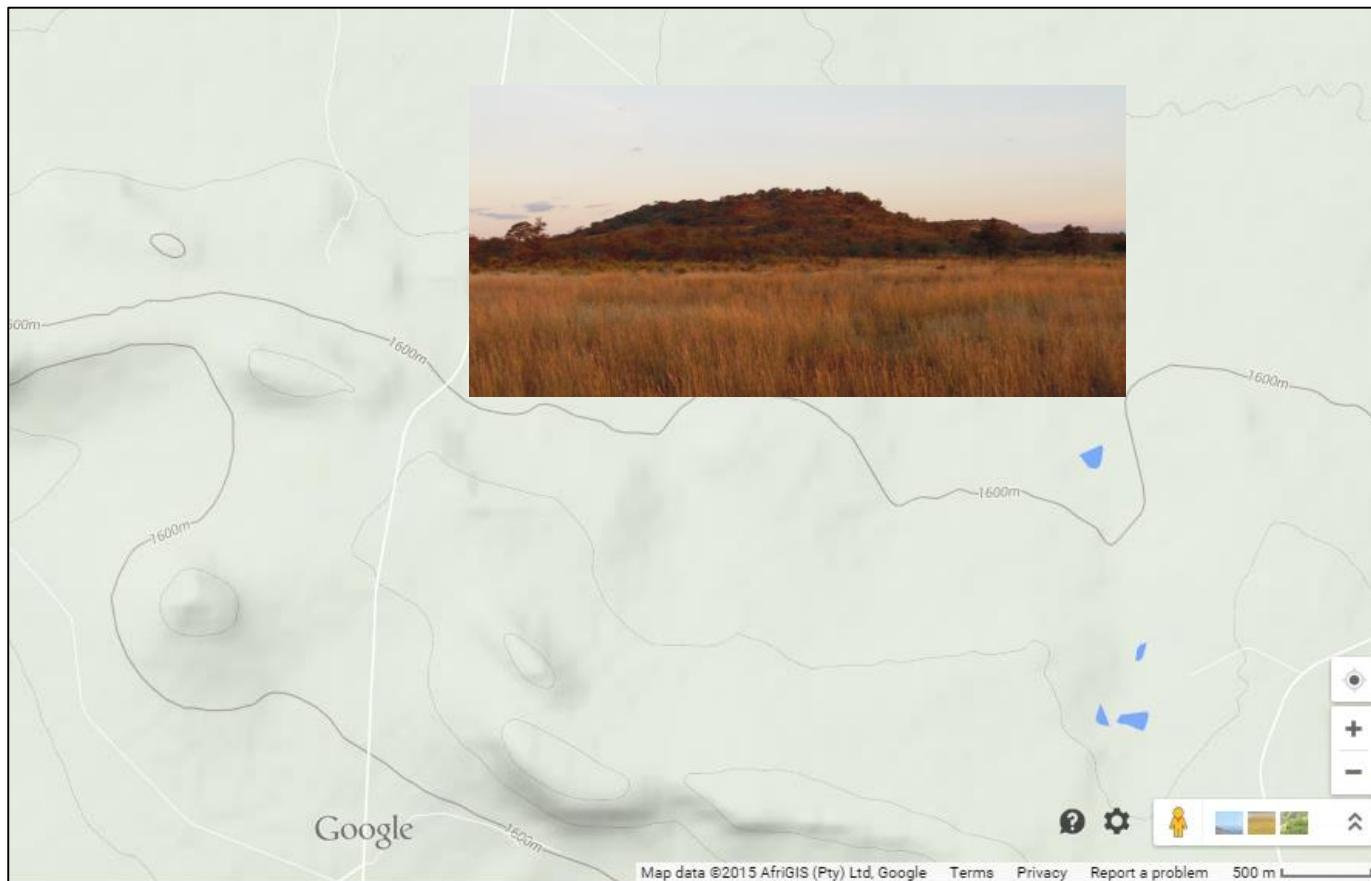 600m
1600m
1600m
1600m
1600m
1600m
Google
Map data ©2015 AfriGIS (Pty) Ltd, Google Terms Privacy Report a problem 500 m